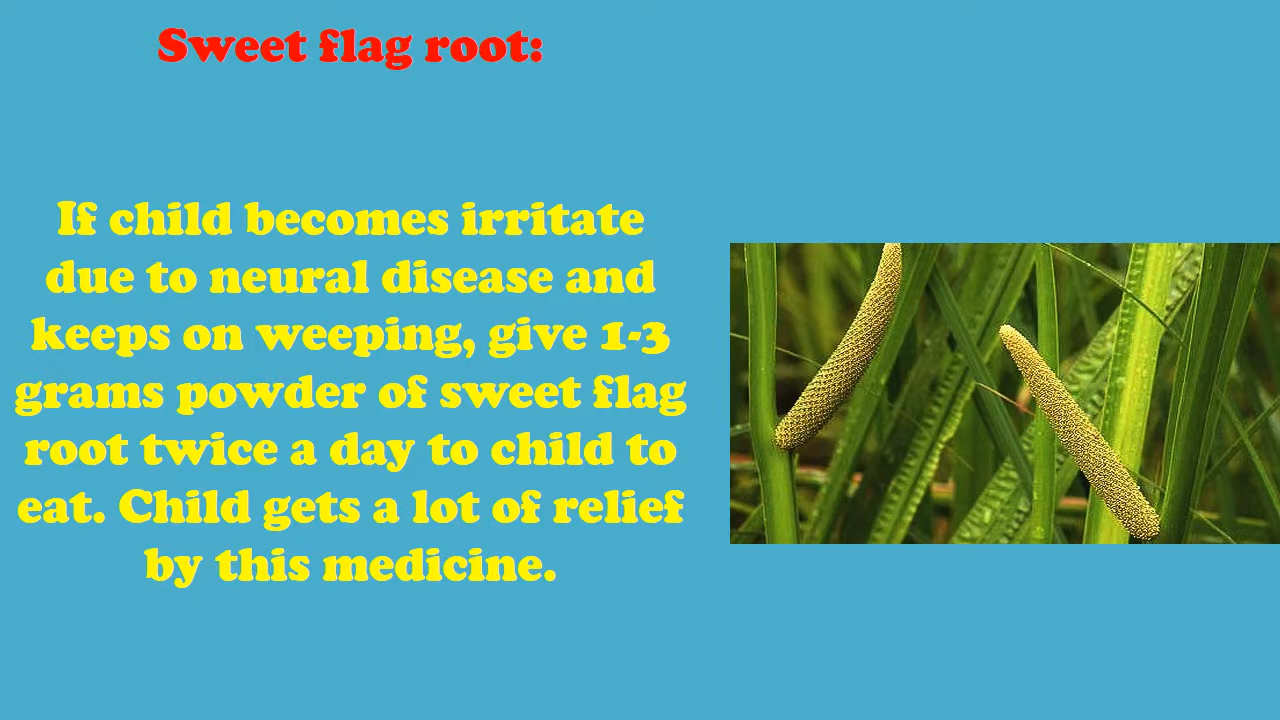 Sweet flag root:
If child becomes irritate
due to neural disease and
keeps on weeping, give 1-3
grams powder of sweet flag
root twice a day to child to
eat. Child gets a lot of relief
by this medicine.